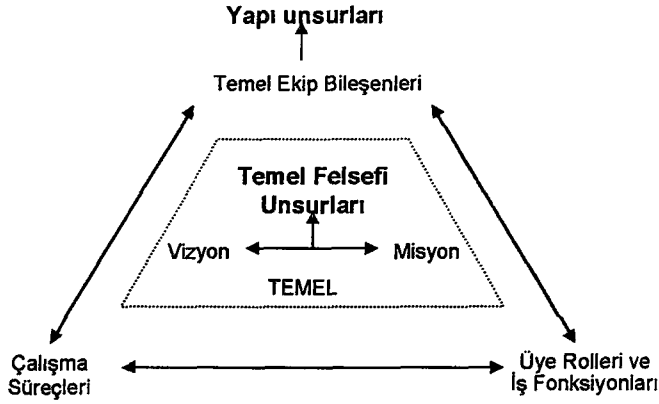 Yapı unsurları
Temel Ekip Bileşenleri
Temel Felsefi
Unsurları
Vizyon
Misyon
TEMEL
Çalışma
Süreçleri
Üye Rolleri ve
İş Fonksiyonları